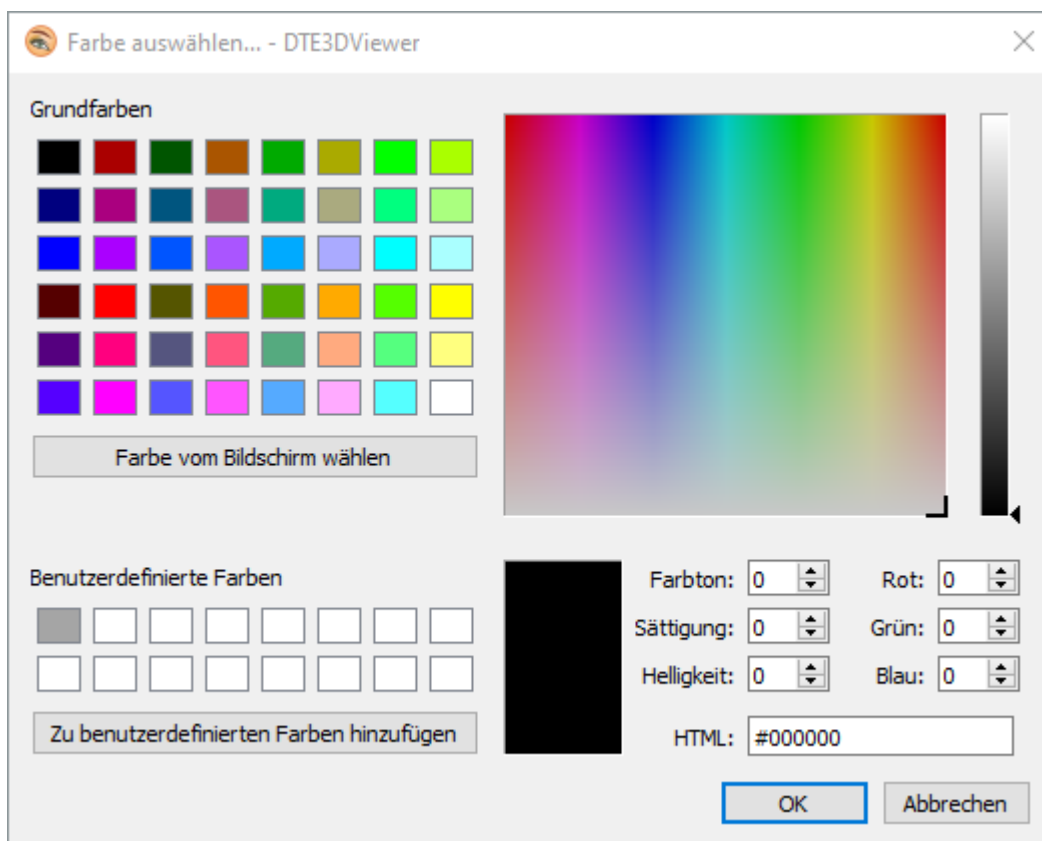 Farbe auswählen... - DTE3DViewer
Grundfarben
Farbe vom Bildschirm wählen
Benutzerdefinierte Farben
Zu benutzerdefinierten Farben hinzufügen
Farbton: 0 Rot: 0
Sättigung: 0 Grün: 0
Helligkeit: 0 Blau: 0
HTML: #000000
OK Abbrechen